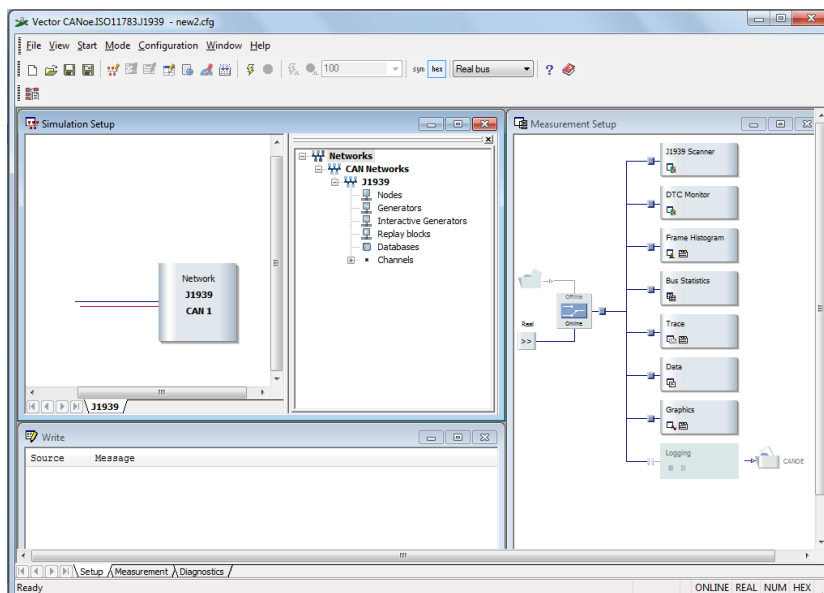 Vector CANoe.ISO11783.J1939 - new2.cfg
File View Start Mode Configuration Window Help
100
sym hex
Real bus
?
Simulation Setup
Network
J1939
CAN 1
J1939
Networks
CAN Networks
J1939
Nodes
Generators
Interactive Generators
Replay blocks
Databases
Channels
Write
Source Message
Measurement Setup
Offline
Online
Real
>>
J1939 Scanner
DTC Monitor
Frame Histogram
Bus Statistics
Trace
Data
Graphics
Logging
CANOE
Setup Measurement Diagnostics
Ready
ONLINE REAL NUM HEX